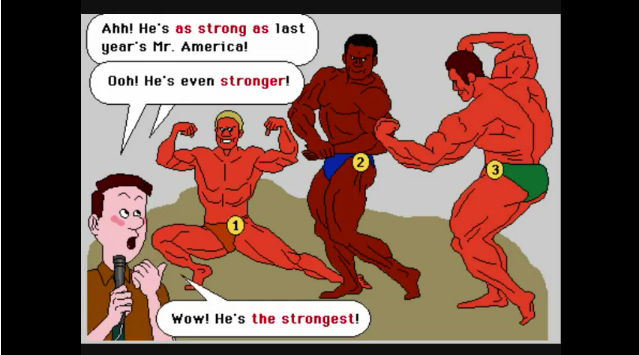 Ahh! He's as strong as last
year's Mr. America!
Ooh! He's even stronger!
1
2
3
Wow! He's the strongest!